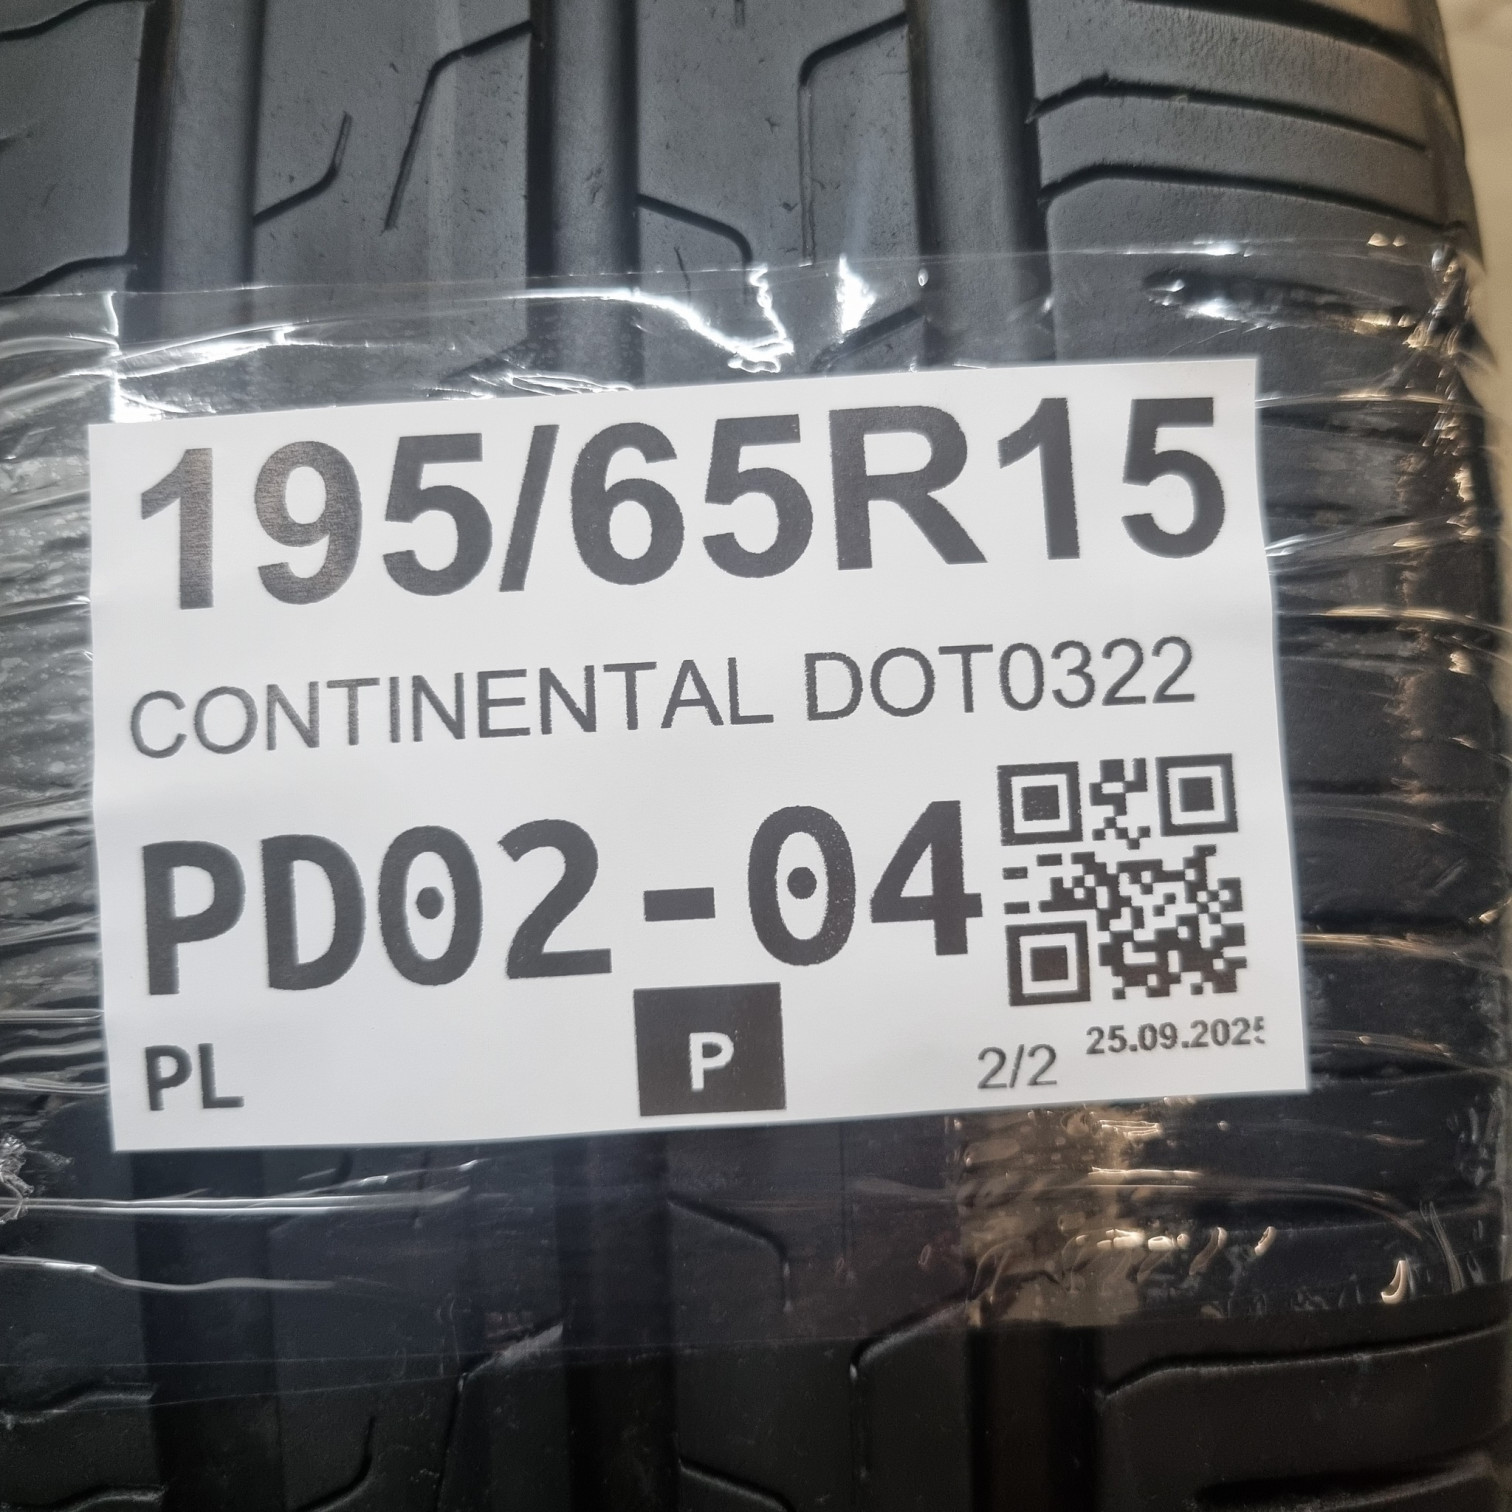 195/65R15
CONTINENTAL DOT0322
PD02-04
PL P 2/2 25.09.2025